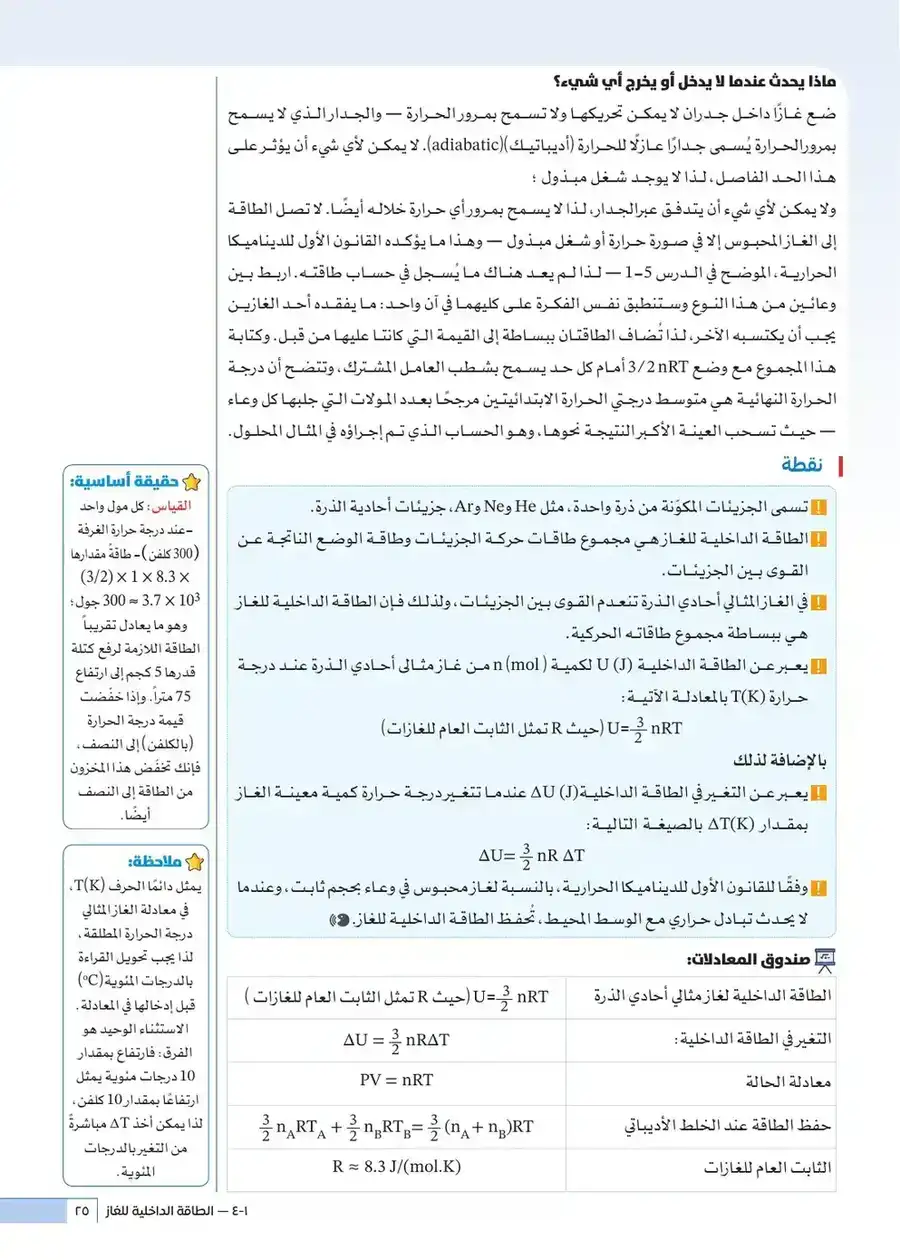 ماذا يحدث عندما لا يدخل أو يخرج أي شيء؟
ضع غازًا داخل جدران لا يمكن تحريكها ولا تسمح بمرور الحرارة — والجدار الذي لا يسمح
بمرور الحرارة يُسمى جدارًا عازلًا للحرارة (أديباتيك)(adiabatic). لا يمكن لأي شيء أن يؤثر على
هذا الحد الفاصل، لذا لا يوجد شغل مبذول ؛
ولا يمكن لأي شيء أن يتدفق عبر الجدار، لذا لا يسمح بمرور أي حرارة خلاله أيضًا. لا تصل الطاقة
إلى الغاز المحبوس إلا في صورة حرارة أو شغل مبذول — وهذا ما يؤكده القانون الأول للديناميكا
الحرارية، الموضح في الدرس 5-1 — لذا لم يعد هناك ما يُسجل في حساب طاقته. اربط بين
وعائين من هذا النوع وستنطبق نفس الفكرة على كليهما في آن واحد: ما يفقده أحد الغازين
يجب أن يكتسبه الآخر، لذا تُضاف الطاقتان ببساطة إلى القيمة التي كانتا عليها من قبل. وكتابة
هذا المجموع مع وضع 3/2 nRT أمام كل حد يسمح بشطب العامل المشترك، وتتضح أن درجة
الحرارة النهائية هي متوسط درجتي الحرارة الابتدائيتين مرجحًا بعدد المولات التي جلبها كل وعاء
— حيث تسحب العينة الأكبر النتيجة نحوها، وهو الحساب الذي تم إجراؤه في المثال المحلول.
نقطة
تسمى الجزيئات المكوّنة من ذرة واحدة، مثل He وNe وAr، جزيئات أحادية الذرة.
الطاقة الداخلية للغاز هي مجموع طاقات حركة الجزيئات وطاقة الوضع الناتجة عن
القوى بين الجزيئات.
في الغاز المثالي أحادي الذرة تنعدم القوى بين الجزيئات، ولذلك فإن الطاقة الداخلية للغاز
هي ببساطة مجموع طاقاته الحركية.
يعبر عن الطاقة الداخلية U (J) لكمية n (mol) من غاز مثالى أحادي الذرة عند درجة
حرارة T(K) بالمعادلة الآتية:
U=3/2 nRT (حيث R تمثل الثابت العام للغازات)
بالإضافة لذلك
يعبر عن التغير في الطاقة الداخلية ΔU (J) عندما تتغير درجة حرارة كمية معينة الغاز
بمقدار ΔT(K) بالصيغة التالية:
ΔU= 3/2 nR ΔT
وفقًا للقانون الأول للديناميكا الحرارية، بالنسبة لغاز محبوس في وعاء بحجم ثابت، وعندما
لا يحدث تبادل حراري مع الوسط المحيط، تُحفظ الطاقة الداخلية للغاز.
صندوق المعادلات:
الطاقة الداخلية لغاز مثالي أحادي الذرة U=3/2 nRT (حيث R تمثل الثابت العام للغازات )
التغير في الطاقة الداخلية: ΔU = 3/2 nRΔT
معادلة الحالة PV = nRT
حفظ الطاقة عند الخلط الأديباتي 3/2 n_A RT_A + 3/2 n_B RT_B = 3/2 (n_A + n_B)RT
الثابت العام للغازات R ≈ 8.3 J/(mol.K)
حقيقة أساسية:
القياس: كل مول واحد
-عند درجة حرارة الغرفة
(300 كلفن)- طاقةً مقدارها
(3/2) × 1 × 8.3 ×
300 ≈ 3.7 × 10³ جول؛
وهو ما يعادل تقريباً
الطاقة اللازمة لرفع كتلة
قدرها 5 كجم إلى ارتفاع
75 متراً. وإذا خفّضت
قيمة درجة الحرارة
(بالكلفن) إلى النصف،
فإنك تخفّض هذا المخزون
من الطاقة إلى النصف
أيضًا.
ملاحظة:
يمثل دائمًا الحرف T(K)،
في معادلة الغاز المثالي
درجة الحرارة المطلقة،
لذا يجب تحويل القراءة
بالدرجات المئوية (°C)
قبل إدخالها في المعادلة.
الاستثناء الوحيد هو
الفرق: فارتفاع بمقدار
10 درجات مئوية يمثل
ارتفاعًا بمقدار 10 كلفن،
لذا يمكن أخذ ΔT مباشرةً
من التغير بالدرجات
المئوية.
١-٤ — الطاقة الداخلية للغاز ٢٥